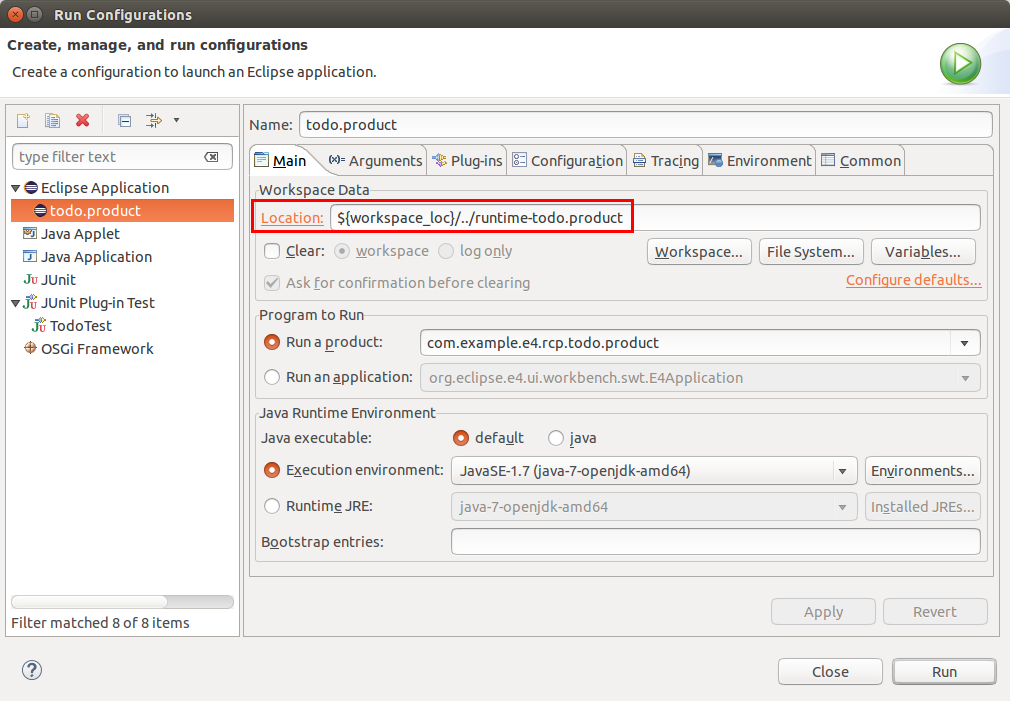 Run Configurations
Create, manage, and run configurations
Create a configuration to launch an Eclipse application.
type filter text
Eclipse Application
todo.product
Java Applet
Java Application
JUnit
JUnit Plug-in Test
TodoTest
OSGi Framework
Filter matched 8 of 8 items
Name: todo.product
Main (x)= Arguments Plug-ins Configuration Tracing Environment Common
Workspace Data
Location: ${workspace_loc}/../runtime-todo.product
Clear: workspace log only Workspace... File System... Variables...
Ask for confirmation before clearing Configure defaults...
Program to Run
Run a product: com.example.e4.rcp.todo.product
Run an application: org.eclipse.e4.ui.workbench.swt.E4Application
Java Runtime Environment
Java executable: default java
Execution environment: JavaSE-1.7 (java-7-openjdk-amd64) Environments...
Runtime JRE: java-7-openjdk-amd64 Installed JREs...
Bootstrap entries:
Apply Revert
? Close Run